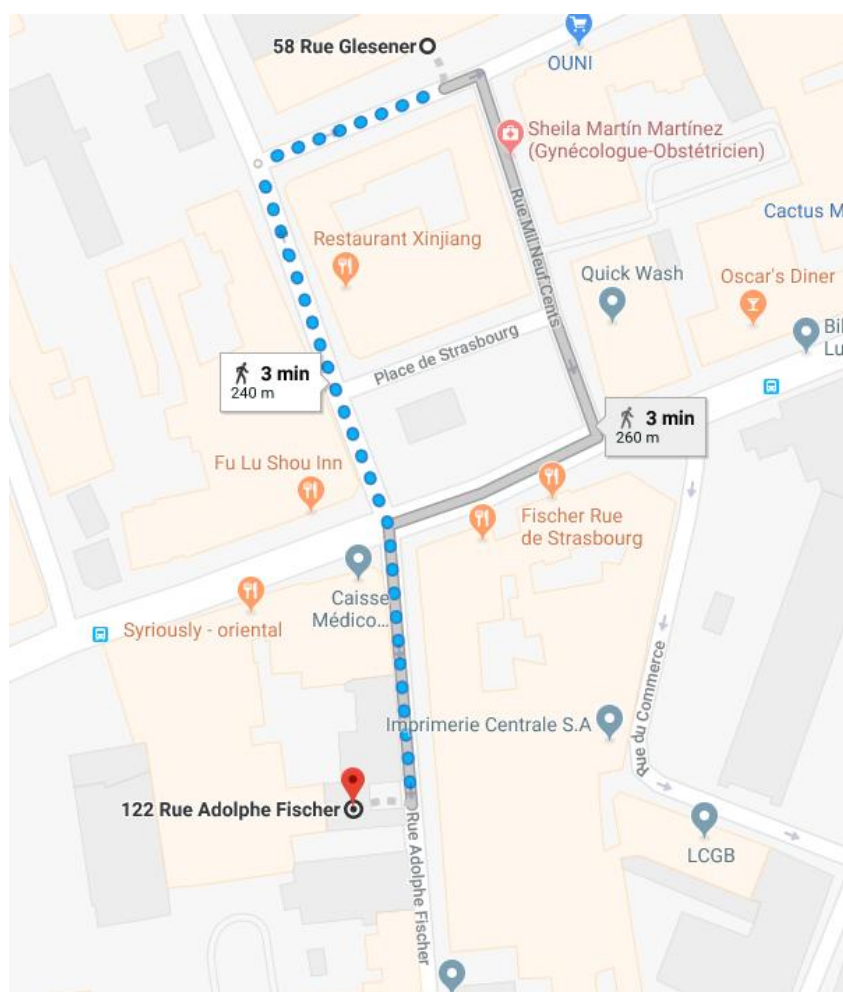 58 Rue Glesener
OUNI
Sheila Martín Martínez
(Gynécologue-Obstétricien)
Rue Mil Neuf Cents
Cactus M
Restaurant Xinjiang
Quick Wash
Oscar's Diner
Place de Strasbourg
Bil
Lu
3 min
240 m
3 min
260 m
Fu Lu Shou Inn
Fischer Rue
de Strasbourg
Caisse
Médico...
Syriously - oriental
Rue du Commerce
Imprimerie Centrale S.A
122 Rue Adolphe Fischer
Rue Adolphe Fischer
LCGB